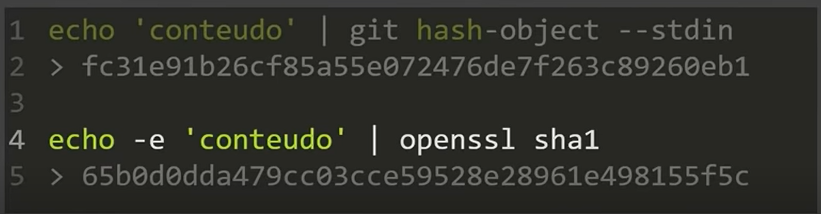 1 echo 'conteudo' | git hash-object --stdin
2 > fc31e91b26cf85a55e072476de7f263c89260eb1
3
4 echo -e 'conteudo' | openssl sha1
5 > 65b0d0dda479cc03cce59528e28961e498155f5c